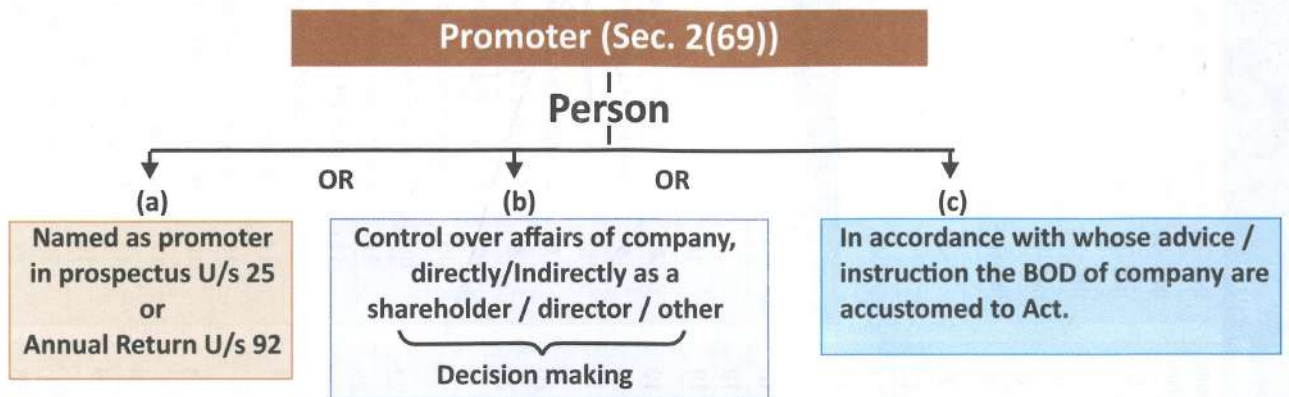 Promoter (Sec. 2(69))
Person
OR
OR
(a)
(b)
(c)
Named as promoter
in prospectus U/s 25
or
Annual Return U/s 92
Control over affairs of company,
directly/Indirectly as a
shareholder / director / other
Decision making
In accordance with whose advice /
instruction the BOD of company are
accustomed to Act.